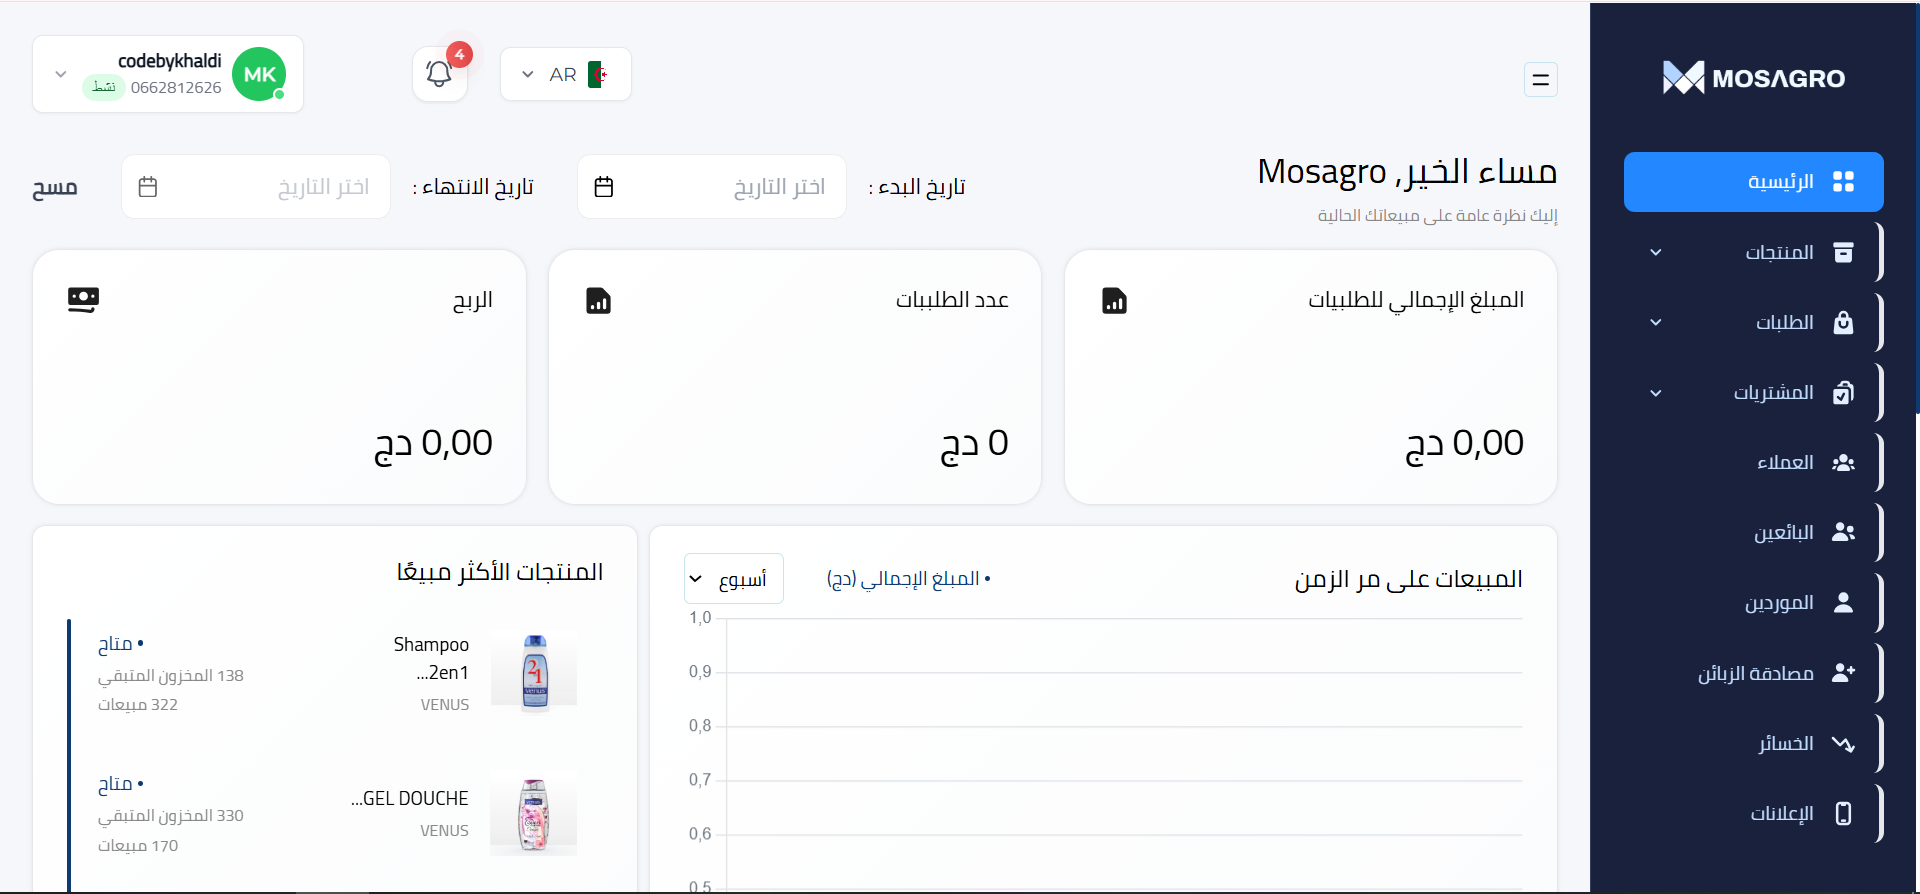 MOSAGRO
الرئيسية
المنتجات
الطلبات
المشتريات
العملاء
البائعين
الموردين
مصادقة الزبائن
الخسائر
الإعلانات
AR
4
codebykhaldi
0662812626 نشط
MK
مساء الخير, Mosagro
إليك نظرة عامة على مبيعاتك الحالية
تاريخ البدء :
اختر التاريخ
تاريخ الانتهاء :
اختر التاريخ
مسح
المبلغ الإجمالي للطلبيات
0,00 دج
عدد الطلبيات
0 دج
الربح
0,00 دج
المبيعات على مر الزمن
• المبلغ الإجمالي (دج)
أسبوع
1,0
0,9
0,8
0,7
0,6
0,5
المنتجات الأكثر مبيعًا
Shampoo
2en1...
VENUS
• متاح
138 المخزون المتبقي
322 مبيعات
GEL DOUCHE...
VENUS
• متاح
330 المخزون المتبقي
170 مبيعات